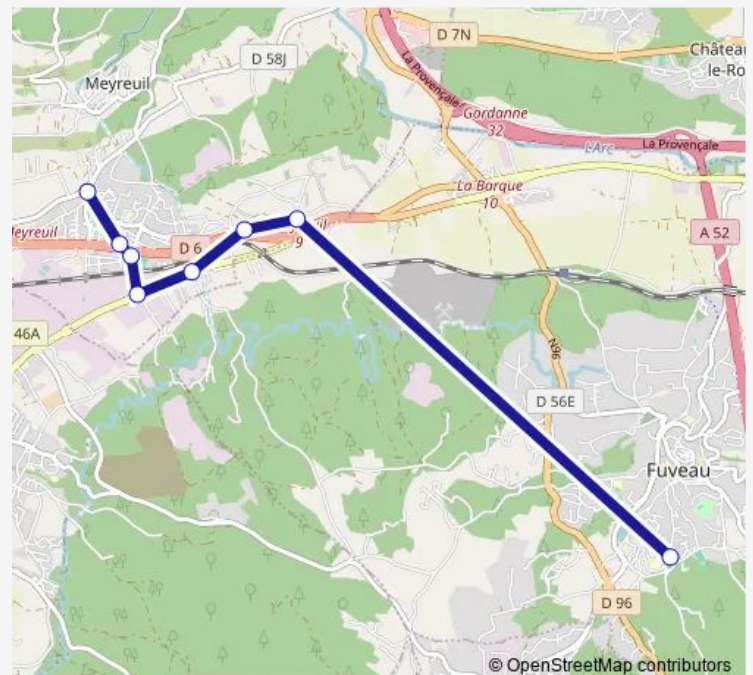 D 7N
Château-
le-Ro
D 58J
Meyreuil
La Provençale
Gardanne
32
L'Arc
La Provençale
La Barque
10
Meyreuil
D 6
9
A 52
46A
N96
D 56E
Fuveau
D 96
© OpenStreetMap contributors